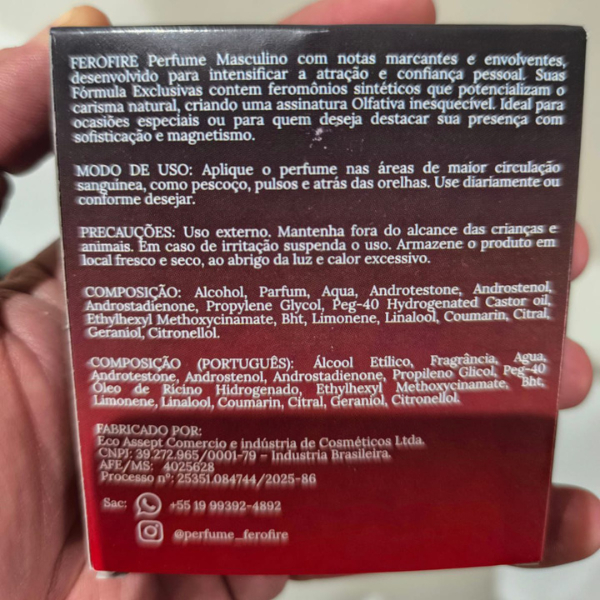 FEROFIRE Perfume Masculino com notas marcantes e envolventes,
desenvolvido para intensificar a atração e confiança pessoal. Suas
Fórmula Exclusivas contem feromônios sintéticos que potencializam o
carisma natural, criando uma assinatura Olfativa inesquecível. Ideal para
ocasiões especiais ou para quem deseja destacar sua presença com
sofisticação e magnetismo.
MODO DE USO: Aplique o perfume nas áreas de maior circulação
sanguínea, como pescoço, pulsos e atrás das orelhas. Use diariamente ou
conforme desejar.
PRECAUÇÕES: Uso externo. Mantenha fora do alcance das crianças e
animais. Em caso de irritação suspenda o uso. Armazene o produto em
local fresco e seco, ao abrigo da luz e calor excessivo.
COMPOSIÇÃO: Alcohol, Parfum, Aqua, Androtestone, Androstenol,
Androstadienone, Propylene Glycol, Peg-40 Hydrogenated Castor oil,
Ethylhexyl Methoxycinamate, Bht, Limonene, Linalool, Coumarin, Citral,
Geraniol, Citronellol.
COMPOSIÇÃO (PORTUGUÊS): Álcool Etílico, Fragrância, Agua,
Androtestone, Androstenol, Androstadienone, Propileno Glicol, Peg-40
Óleo de Rícino Hidrogenado, Ethylhexyl Methoxycinamate, Bht,
Limonene, Linalool, Coumarin, Citral, Geraniol, Citronellol.
FABRICADO POR:
Eco Assept Comercio e indústria de Cosméticos Ltda.
CNPJ: 39.272.965/0001-79 – Industria Brasileira.
AFE/MS: 4025628
Processo nº: 25351.084744/2025-86
Sac: +55 19 99392-4892
@perfume_ferofire